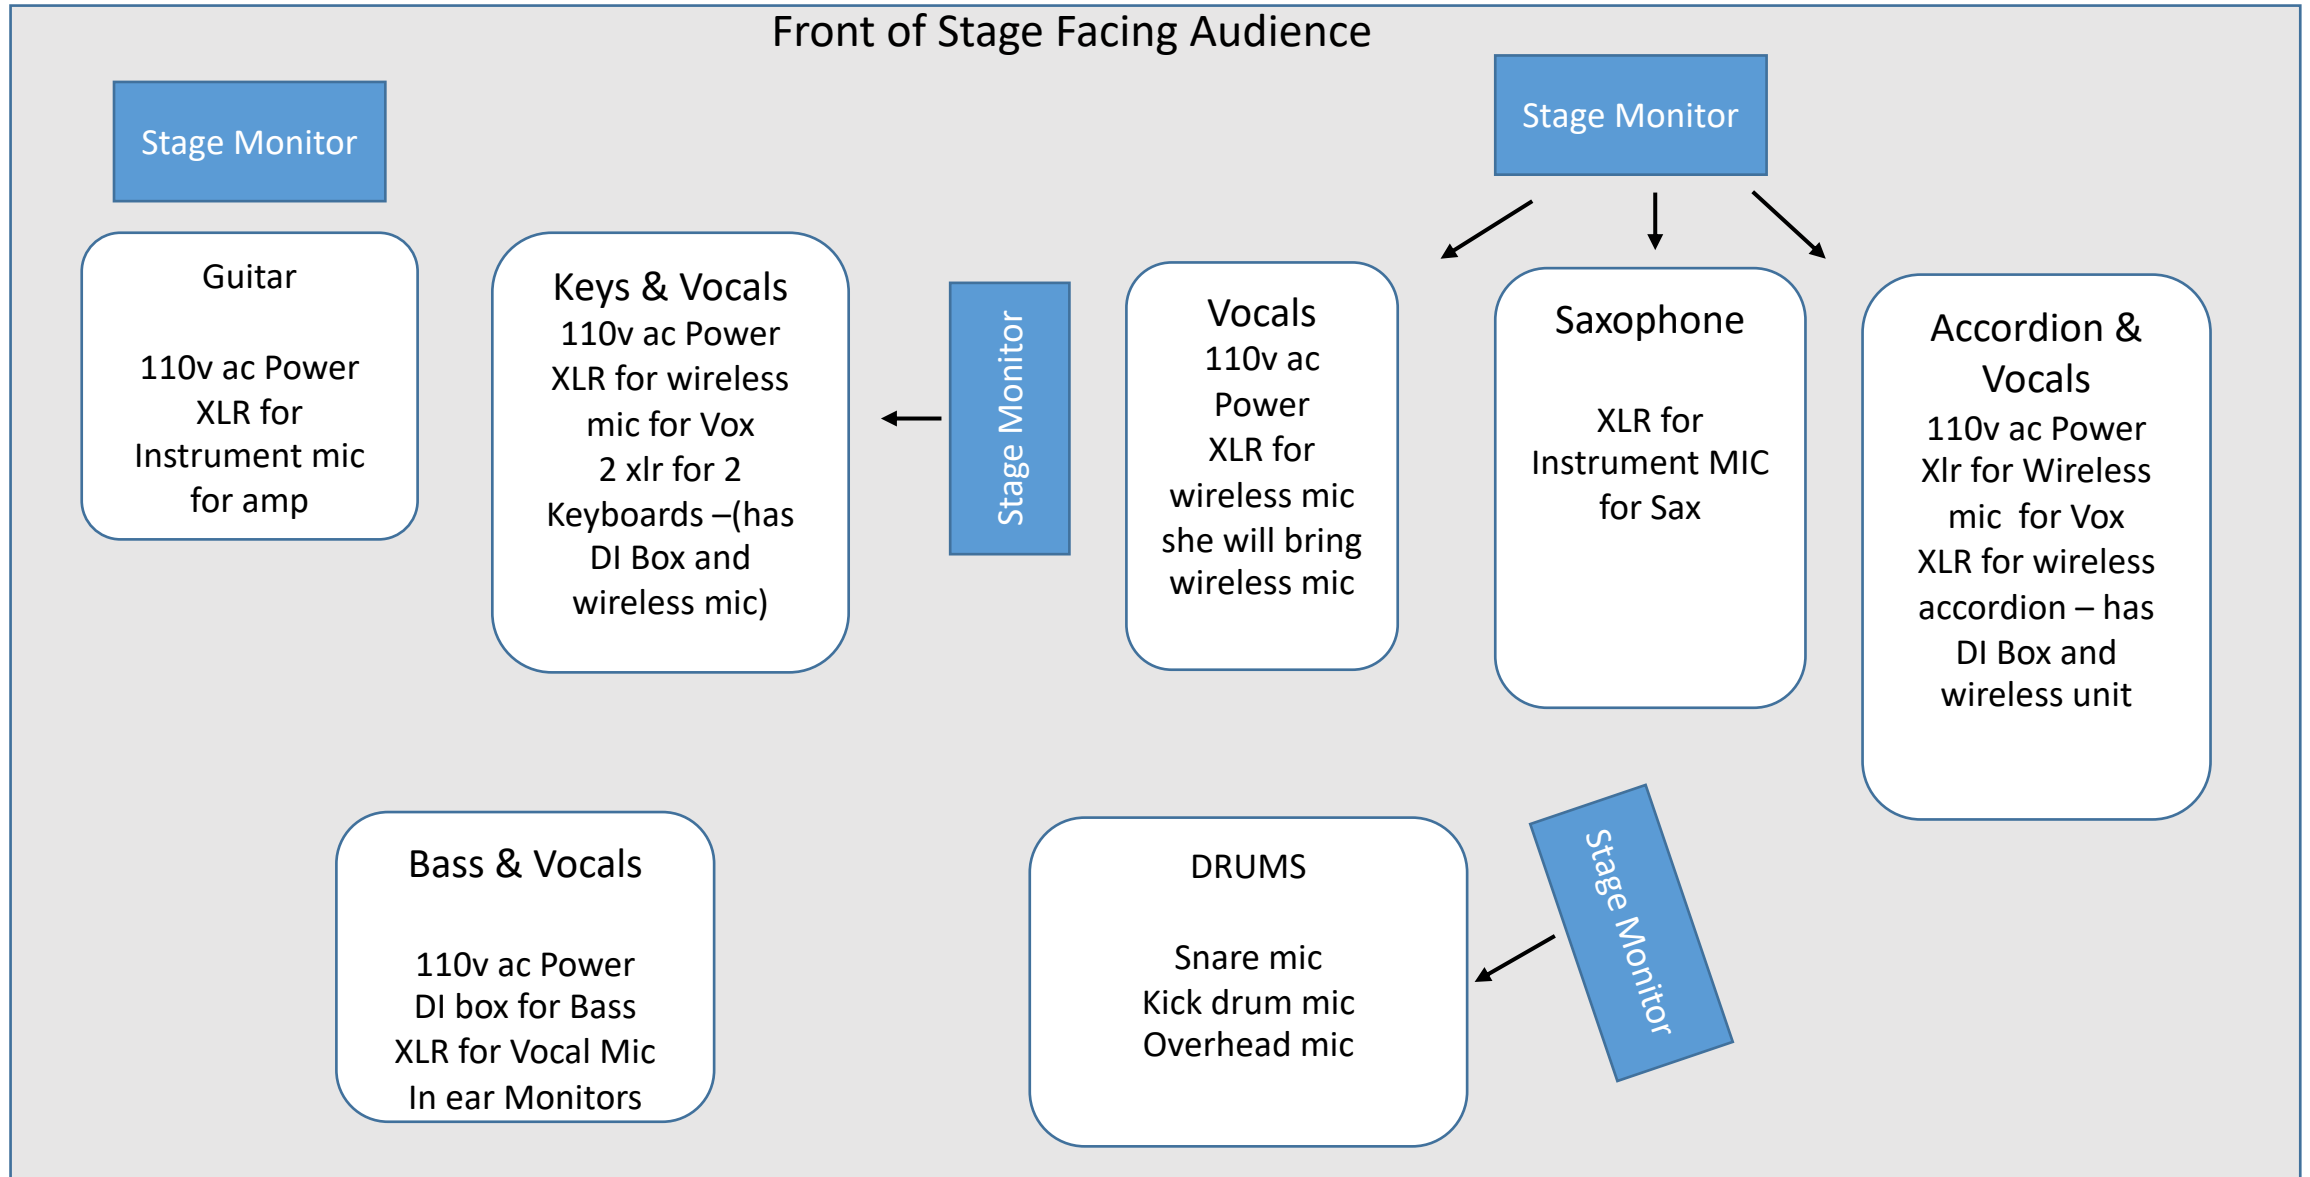 Front of Stage Facing Audience
Stage Monitor
Stage Monitor
Guitar
110v ac Power
XLR for
Instrument mic
for amp
Keys & Vocals
110v ac Power
XLR for wireless
mic for Vox
2 xlr for 2
Keyboards –(has
DI Box and
wireless mic)
Stage Monitor
Vocals
110v ac
Power
XLR for
wireless mic
she will bring
wireless mic
Saxophone
XLR for
Instrument MIC
for Sax
Accordion &
Vocals
110v ac Power
Xlr for Wireless
mic for Vox
XLR for wireless
accordion – has
DI Box and
wireless unit
Bass & Vocals
110v ac Power
DI box for Bass
XLR for Vocal Mic
In ear Monitors
DRUMS
Snare mic
Kick drum mic
Overhead mic
Stage Monitor